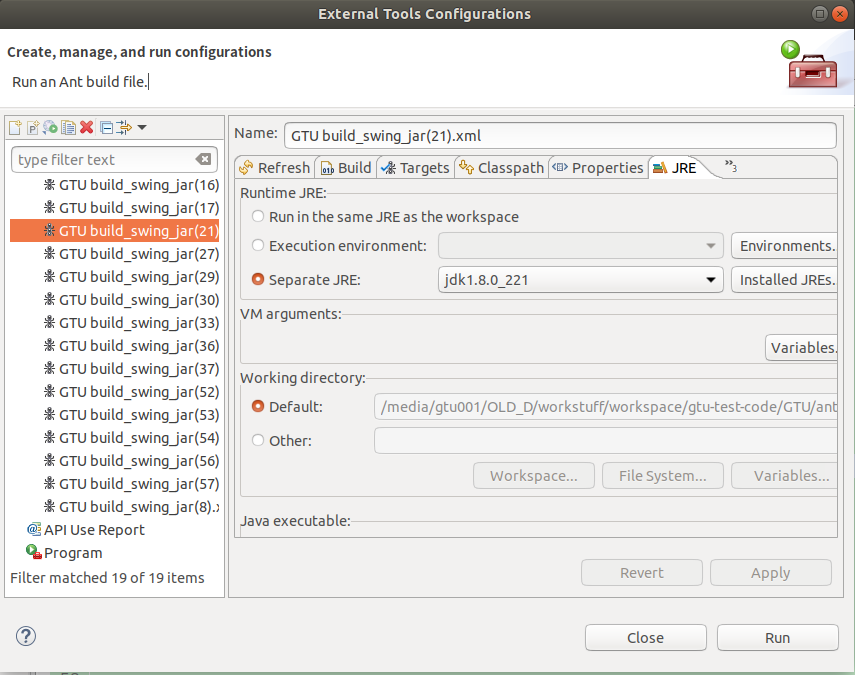 External Tools Configurations
Create, manage, and run configurations
Run an Ant build file.
type filter text
GTU build_swing_jar(16)
GTU build_swing_jar(17)
GTU build_swing_jar(21)
GTU build_swing_jar(27)
GTU build_swing_jar(29)
GTU build_swing_jar(30)
GTU build_swing_jar(33)
GTU build_swing_jar(36)
GTU build_swing_jar(37)
GTU build_swing_jar(52)
GTU build_swing_jar(53)
GTU build_swing_jar(54)
GTU build_swing_jar(56)
GTU build_swing_jar(57)
GTU build_swing_jar(8).x
API Use Report
Program
Filter matched 19 of 19 items
Name: GTU build_swing_jar(21).xml
Refresh Build Targets Classpath Properties JRE »3
Runtime JRE:
Run in the same JRE as the workspace
Execution environment: Environments.
Separate JRE: jdk1.8.0_221 Installed JREs.
VM arguments:
Variables.
Working directory:
Default: /media/gtu001/OLD_D/workstuff/workspace/gtu-test-code/GTU/ant
Other:
Workspace... File System... Variables...
Java executable:
Revert Apply
Close Run